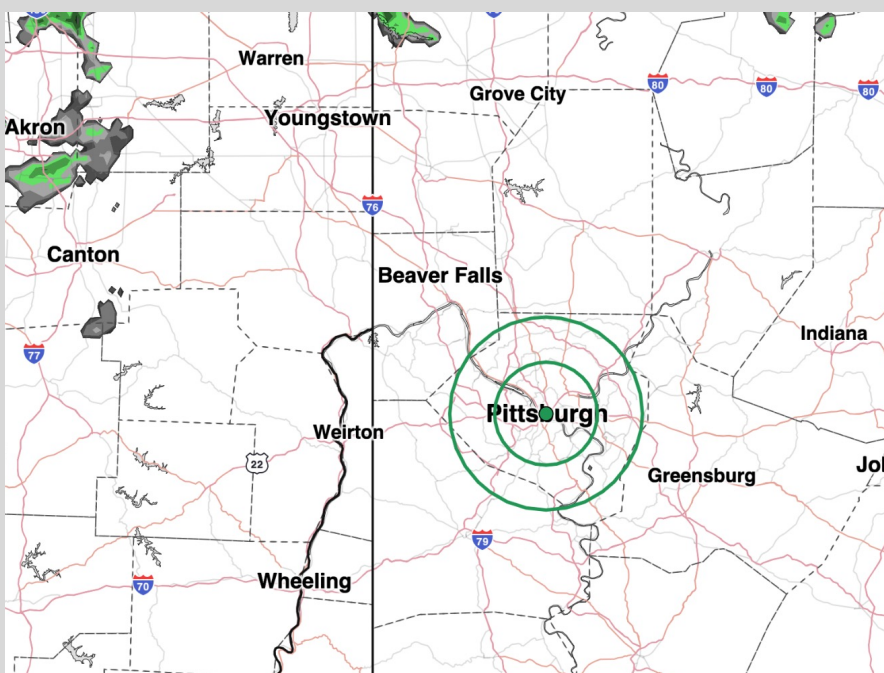 Warren
80
80
80
Grove City
Akron
Youngstown
76
Canton
Beaver Falls
Indiana
77
Pittsburgh
Weirton
22
Greensburg
Joh
79
Wheeling
70